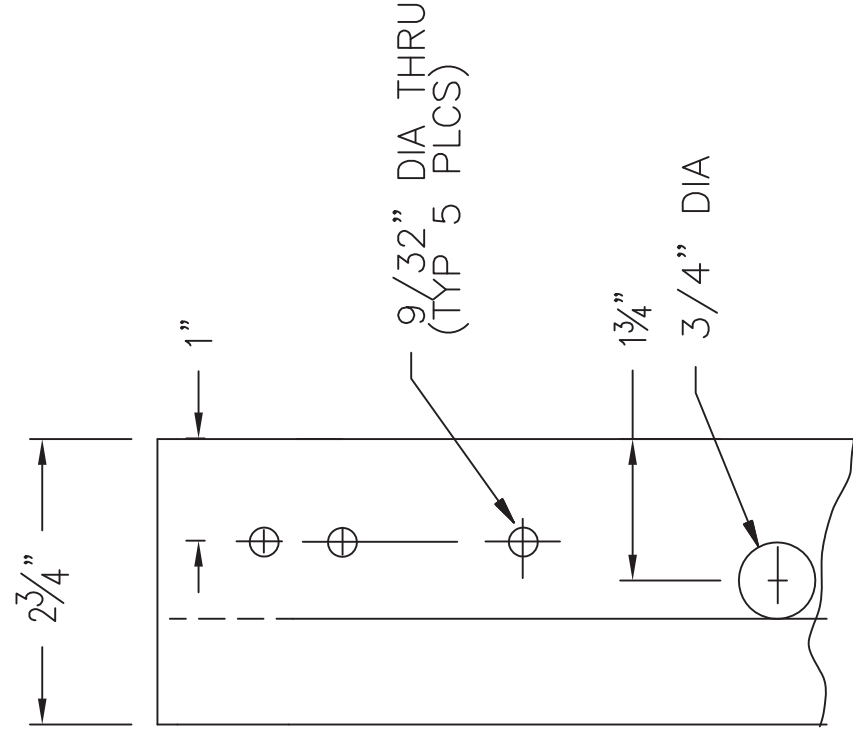 2¾”
1”
9/32” DIA THRU
(TYP 5 PLCS)
1¾”
3/4” DIA